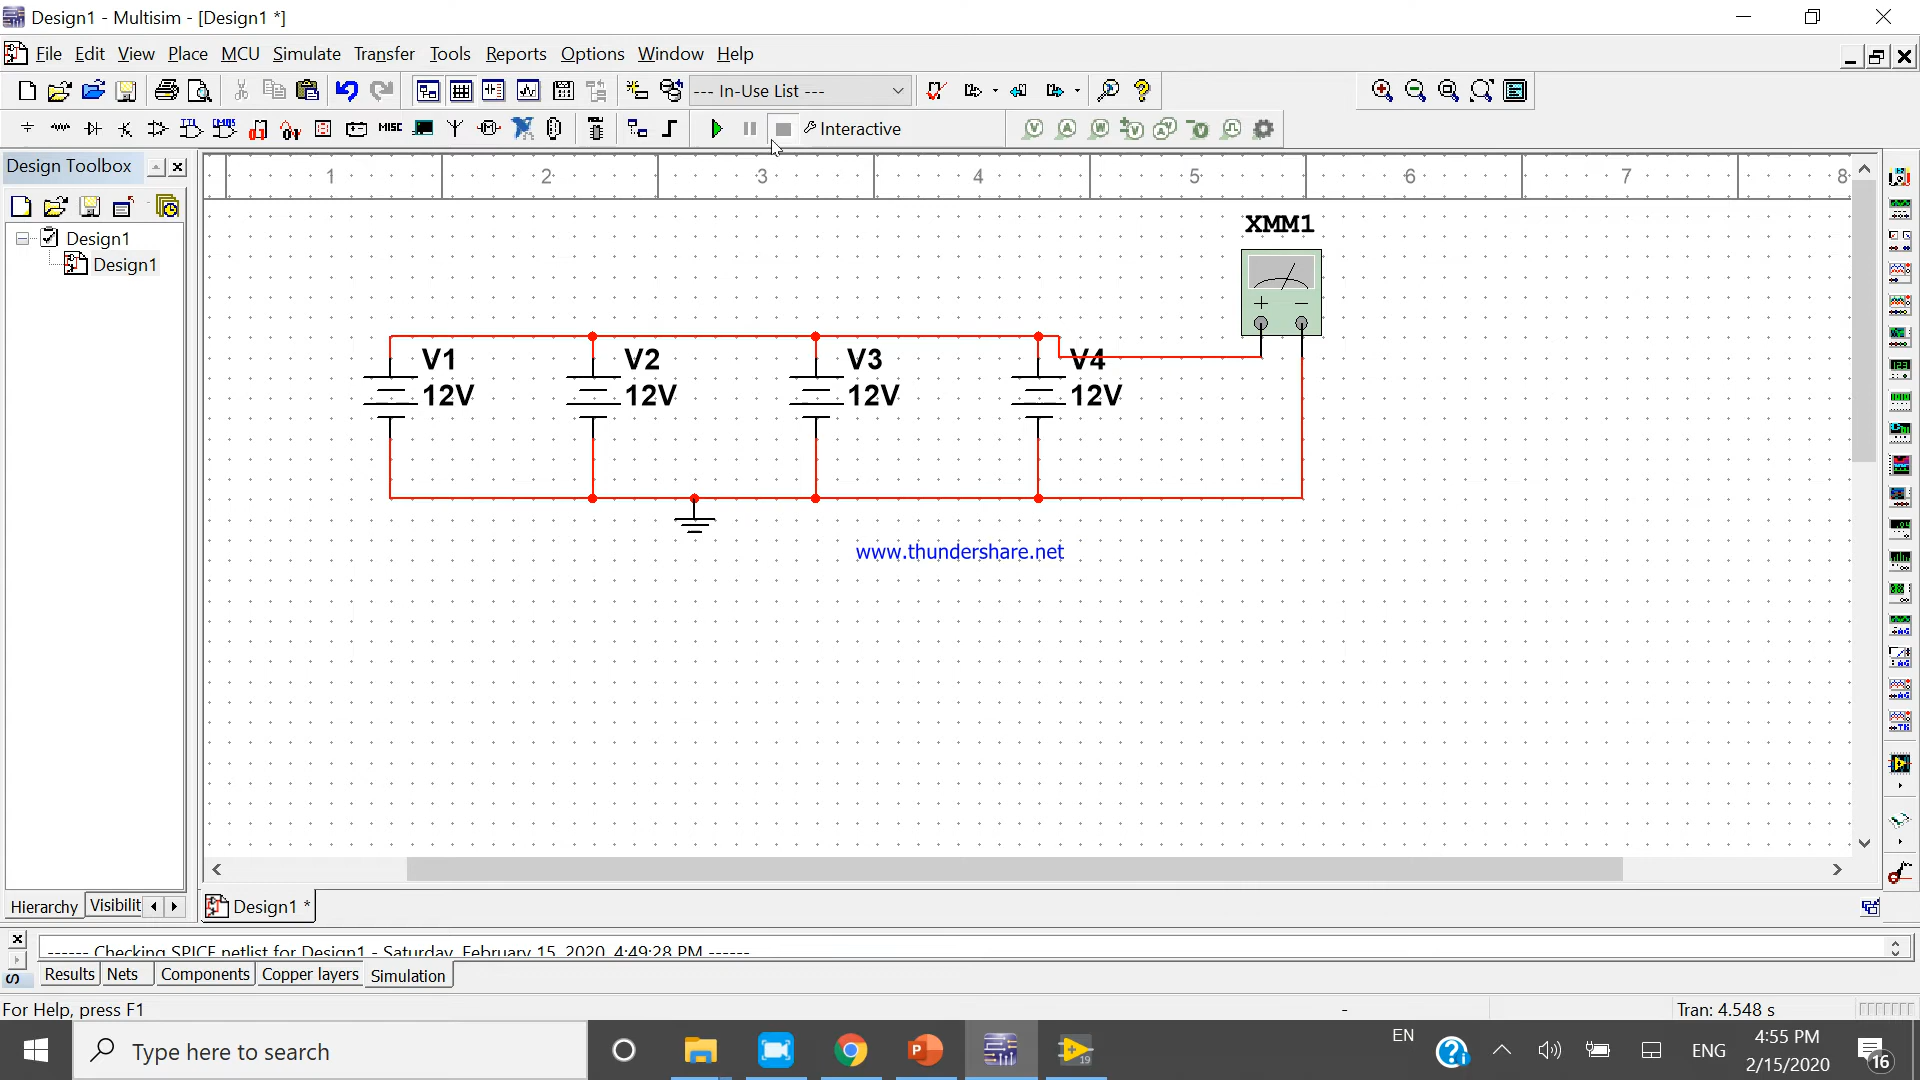 Design1 - Multisim - [Design1 *]
File Edit View Place MCU Simulate Transfer Tools Reports Options Window Help
--- In-Use List ---
MISC
Interactive
Design Toolbox
1 2 3 4 5 6 7 8
Design1
Design1
XMM1
V1
12V
V2
12V
V3
12V
V4
12V
www.thundershare.net
Hierarchy Visibilit
Design1 *
------ Checking SPICE netlist for Design1 - Saturday, February 15, 2020, 4:49:28 PM ------
Results Nets Components Copper layers Simulation
For Help, press F1
-
Tran: 4.548 s
Type here to search
EN
ENG
4:55 PM
2/15/2020
16